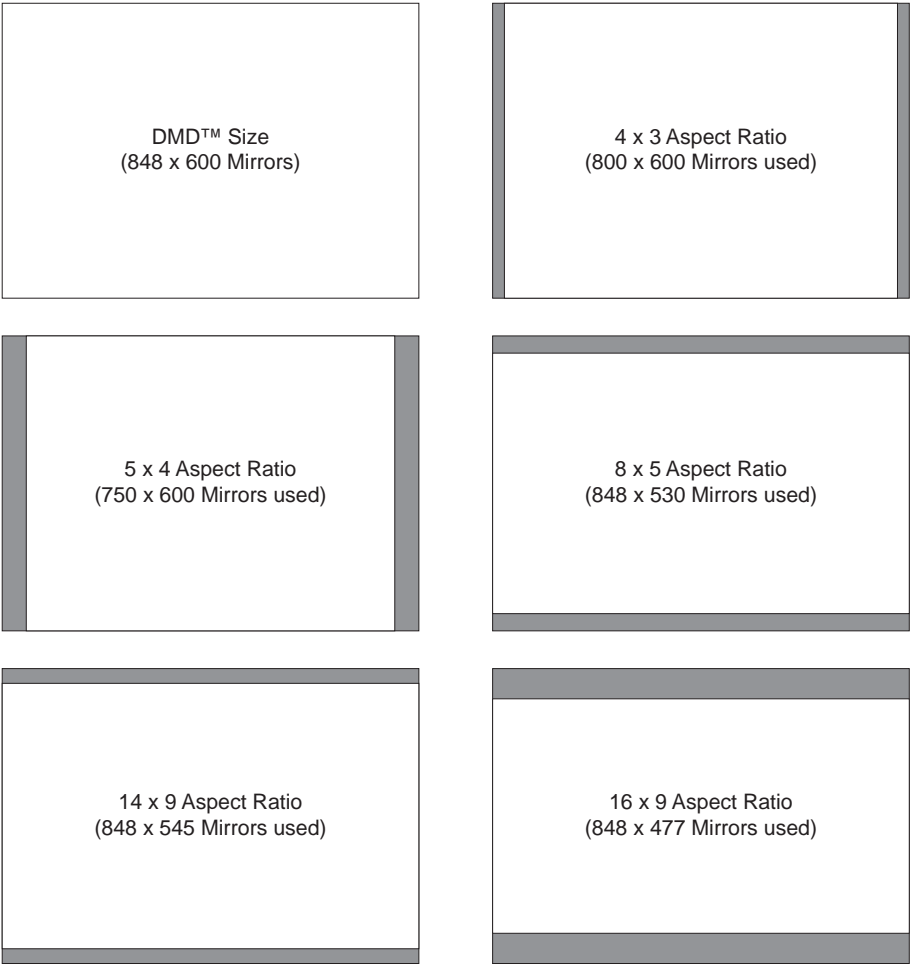 DMD™ Size
(848 x 600 Mirrors)
4 x 3 Aspect Ratio
(800 x 600 Mirrors used)
5 x 4 Aspect Ratio
(750 x 600 Mirrors used)
8 x 5 Aspect Ratio
(848 x 530 Mirrors used)
14 x 9 Aspect Ratio
(848 x 545 Mirrors used)
16 x 9 Aspect Ratio
(848 x 477 Mirrors used)